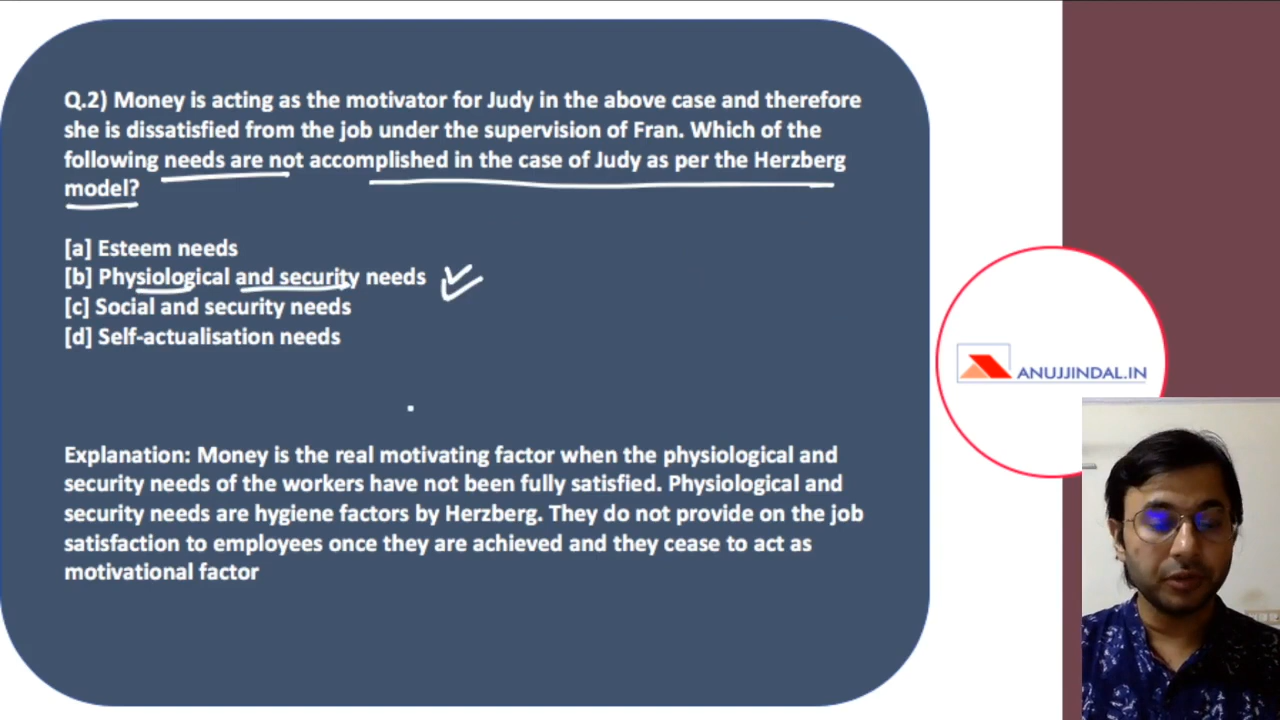 Q.2) Money is acting as the motivator for Judy in the above case and therefore
she is dissatisfied from the job under the supervision of Fran. Which of the
following needs are not accomplished in the case of Judy as per the Herzberg
model?
[a] Esteem needs
[b] Physiological and security needs
[c] Social and security needs
[d] Self-actualisation needs
Explanation: Money is the real motivating factor when the physiological and
security needs of the workers have not been fully satisfied. Physiological and
security needs are hygiene factors by Herzberg. They do not provide on the job
satisfaction to employees once they are achieved and they cease to act as
motivational factor
ANUJJINDAL.IN